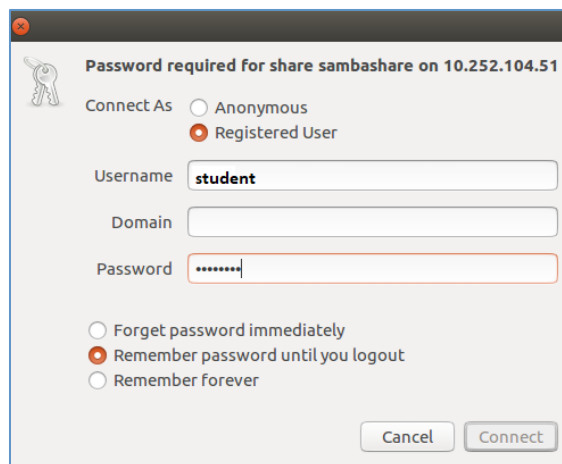 Password required for share sambashare on 10.252.104.51
Connect As Anonymous
Registered User
Username student
Domain
Password ••••••••
Forget password immediately
Remember password until you logout
Remember forever
Cancel Connect